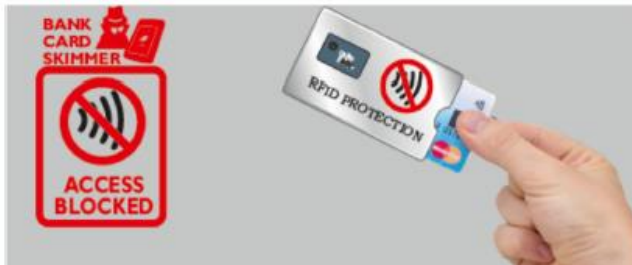 BANK
CARD
SKIMMER
ACCESS
BLOCKED
RFID PROTECTION